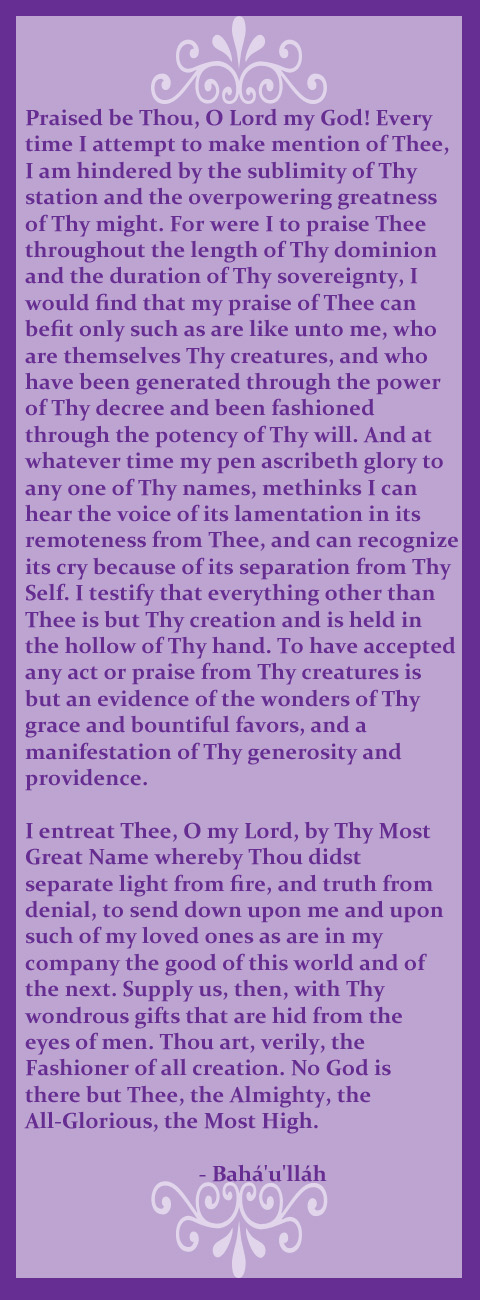 Praised be Thou, O Lord my God! Every
time I attempt to make mention of Thee,
I am hindered by the sublimity of Thy
station and the overpowering greatness
of Thy might. For were I to praise Thee
throughout the length of Thy dominion
and the duration of Thy sovereignty, I
would find that my praise of Thee can
befit only such as are like unto me, who
are themselves Thy creatures, and who
have been generated through the power
of Thy decree and been fashioned
through the potency of Thy will. And at
whatever time my pen ascribeth glory to
any one of Thy names, methinks I can
hear the voice of its lamentation in its
remoteness from Thee, and can recognize
its cry because of its separation from Thy
Self. I testify that everything other than
Thee is but Thy creation and is held in
the hollow of Thy hand. To have accepted
any act or praise from Thy creatures is
but an evidence of the wonders of Thy
grace and bountiful favors, and a
manifestation of Thy generosity and
providence.

I entreat Thee, O my Lord, by Thy Most
Great Name whereby Thou didst
separate light from fire, and truth from
denial, to send down upon me and upon
such of my loved ones as are in my
company the good of this world and of
the next. Supply us, then, with Thy
wondrous gifts that are hid from the
eyes of men. Thou art, verily, the
Fashioner of all creation. No God is
there but Thee, the Almighty, the
All-Glorious, the Most High.

- Bahá'u'lláh